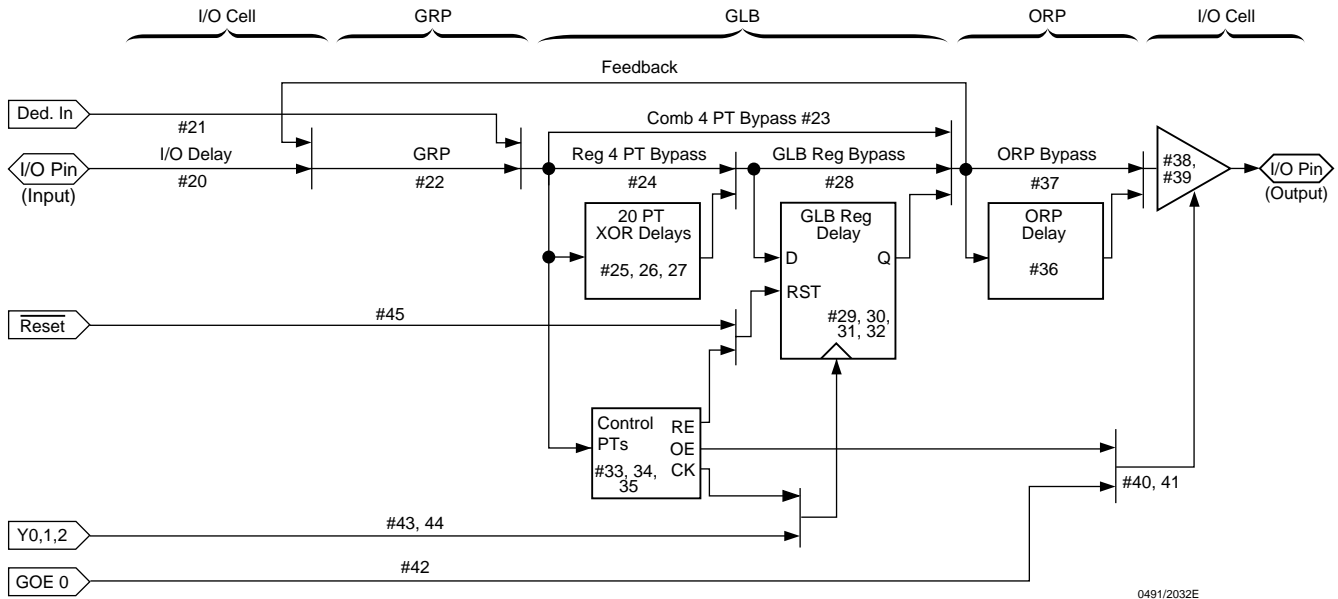 I/O Cell
GRP
GLB
ORP
I/O Cell
Feedback
Ded. In
#21
Comb 4 PT Bypass #23
I/O Pin
(Input)
I/O Delay
#20
GRP
#22
Reg 4 PT Bypass
#24
GLB Reg Bypass
#28
ORP Bypass
#37
#38,
#39
I/O Pin
(Output)
20 PT
XOR Delays
#25, 26, 27
GLB Reg
Delay
D
Q
RST
#29, 30,
31, 32
ORP
Delay
#36
Reset
#45
Control
PTs
#33, 34,
35
RE
OE
CK
#40, 41
Y0,1,2
#43, 44
GOE 0
#42
0491/2032E